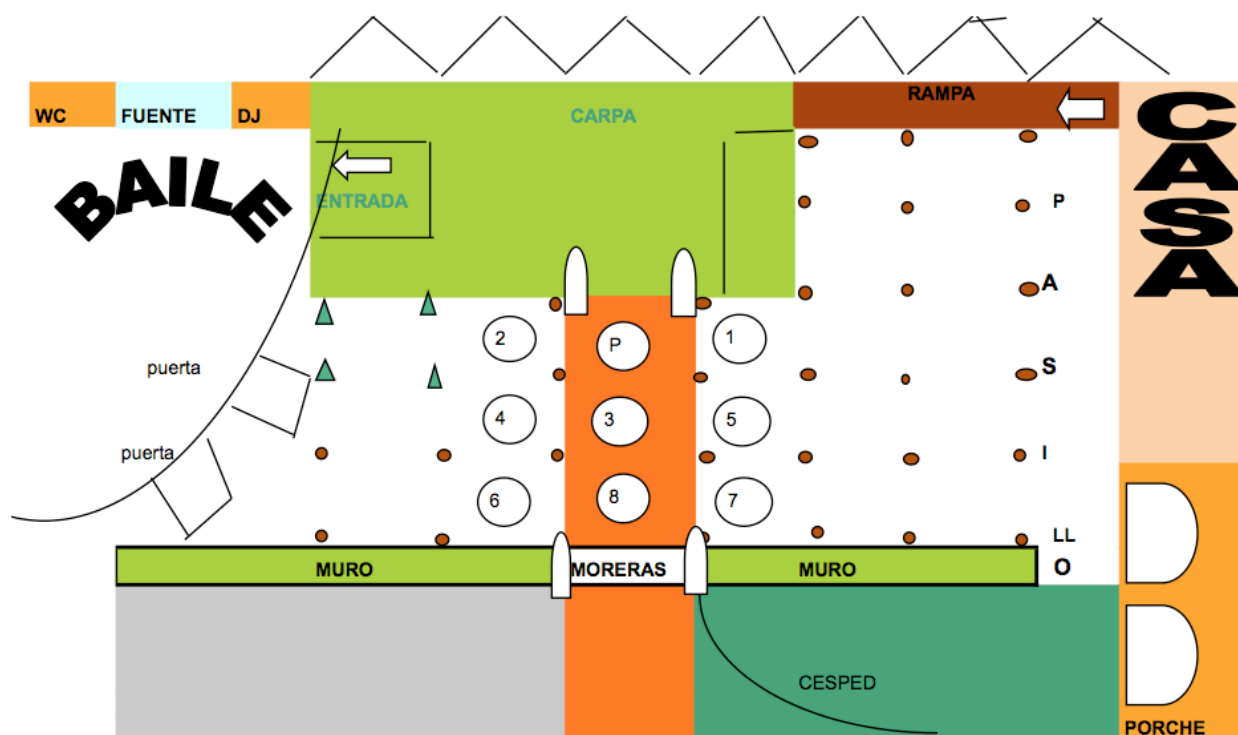 RAMPA
WC
FUENTE
DJ
CARPA
CASA
BAILE
ENTRADA
PASILLO
2
P
1
puerta
4
3
5
puerta
6
8
7
MURO
MORERAS
MURO
CESPED
PORCHE